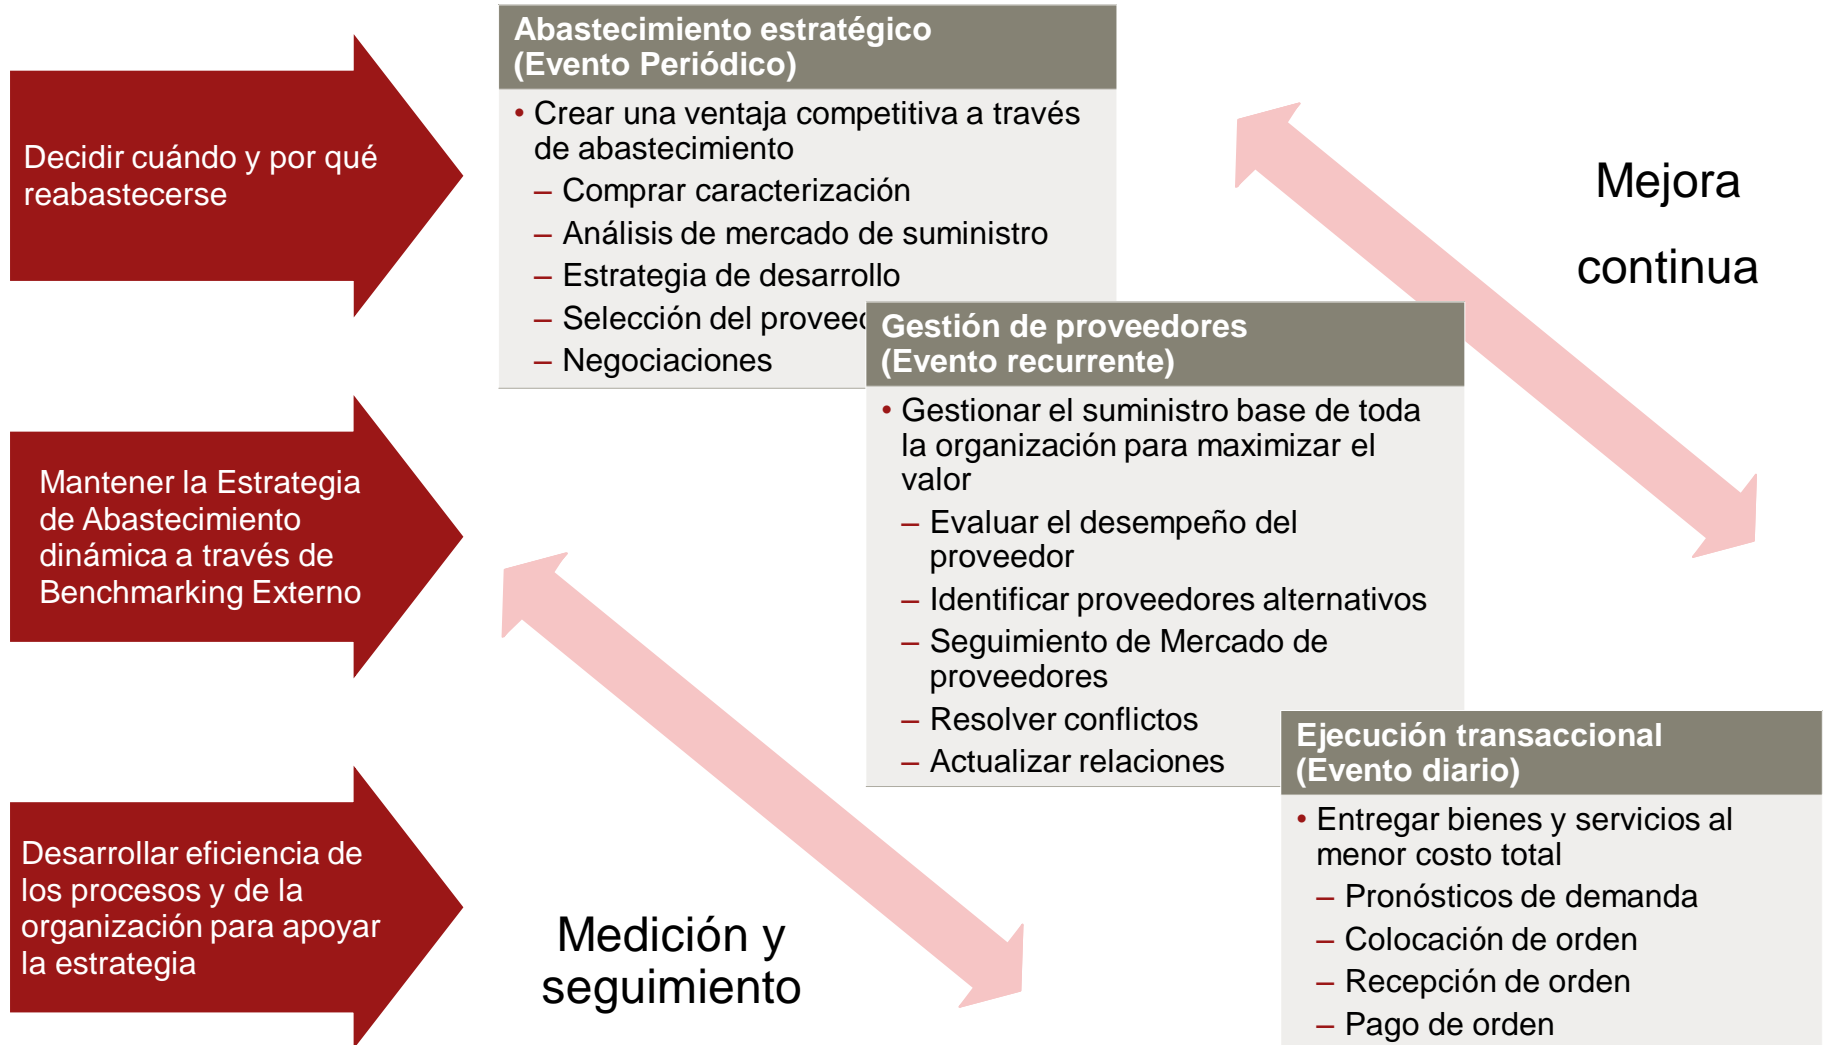 Decidir cuándo y por qué
reabastecerse
Abastecimiento estratégico
(Evento Periódico)
• Crear una ventaja competitiva a través
de abastecimiento
– Comprar caracterización
– Análisis de mercado de suministro
– Estrategia de desarrollo
– Selección del
– Negociaciones
Mejora
continua
Mantener la Estrategia
de Abastecimiento
dinámica a través de
Benchmarking Externo
Gestión de proveedores
(Evento recurrente)
• Gestionar el suministro base de toda
la organización para maximizar el
valor
– Evaluar el desempeño del
proveedor
– Identificar proveedores alternativos
– Seguimiento de Mercado de
proveedores
– Resolver conflictos
– Actualizar relaciones
Desarrollar eficiencia de
los procesos y de la
organización para apoyar
la estrategia
Medición y
seguimiento
Ejecución transaccional
(Evento diario)
• Entregar bienes y servicios al
menor costo total
– Pronósticos de demanda
– Colocación de orden
– Recepción de orden
– Pago de orden